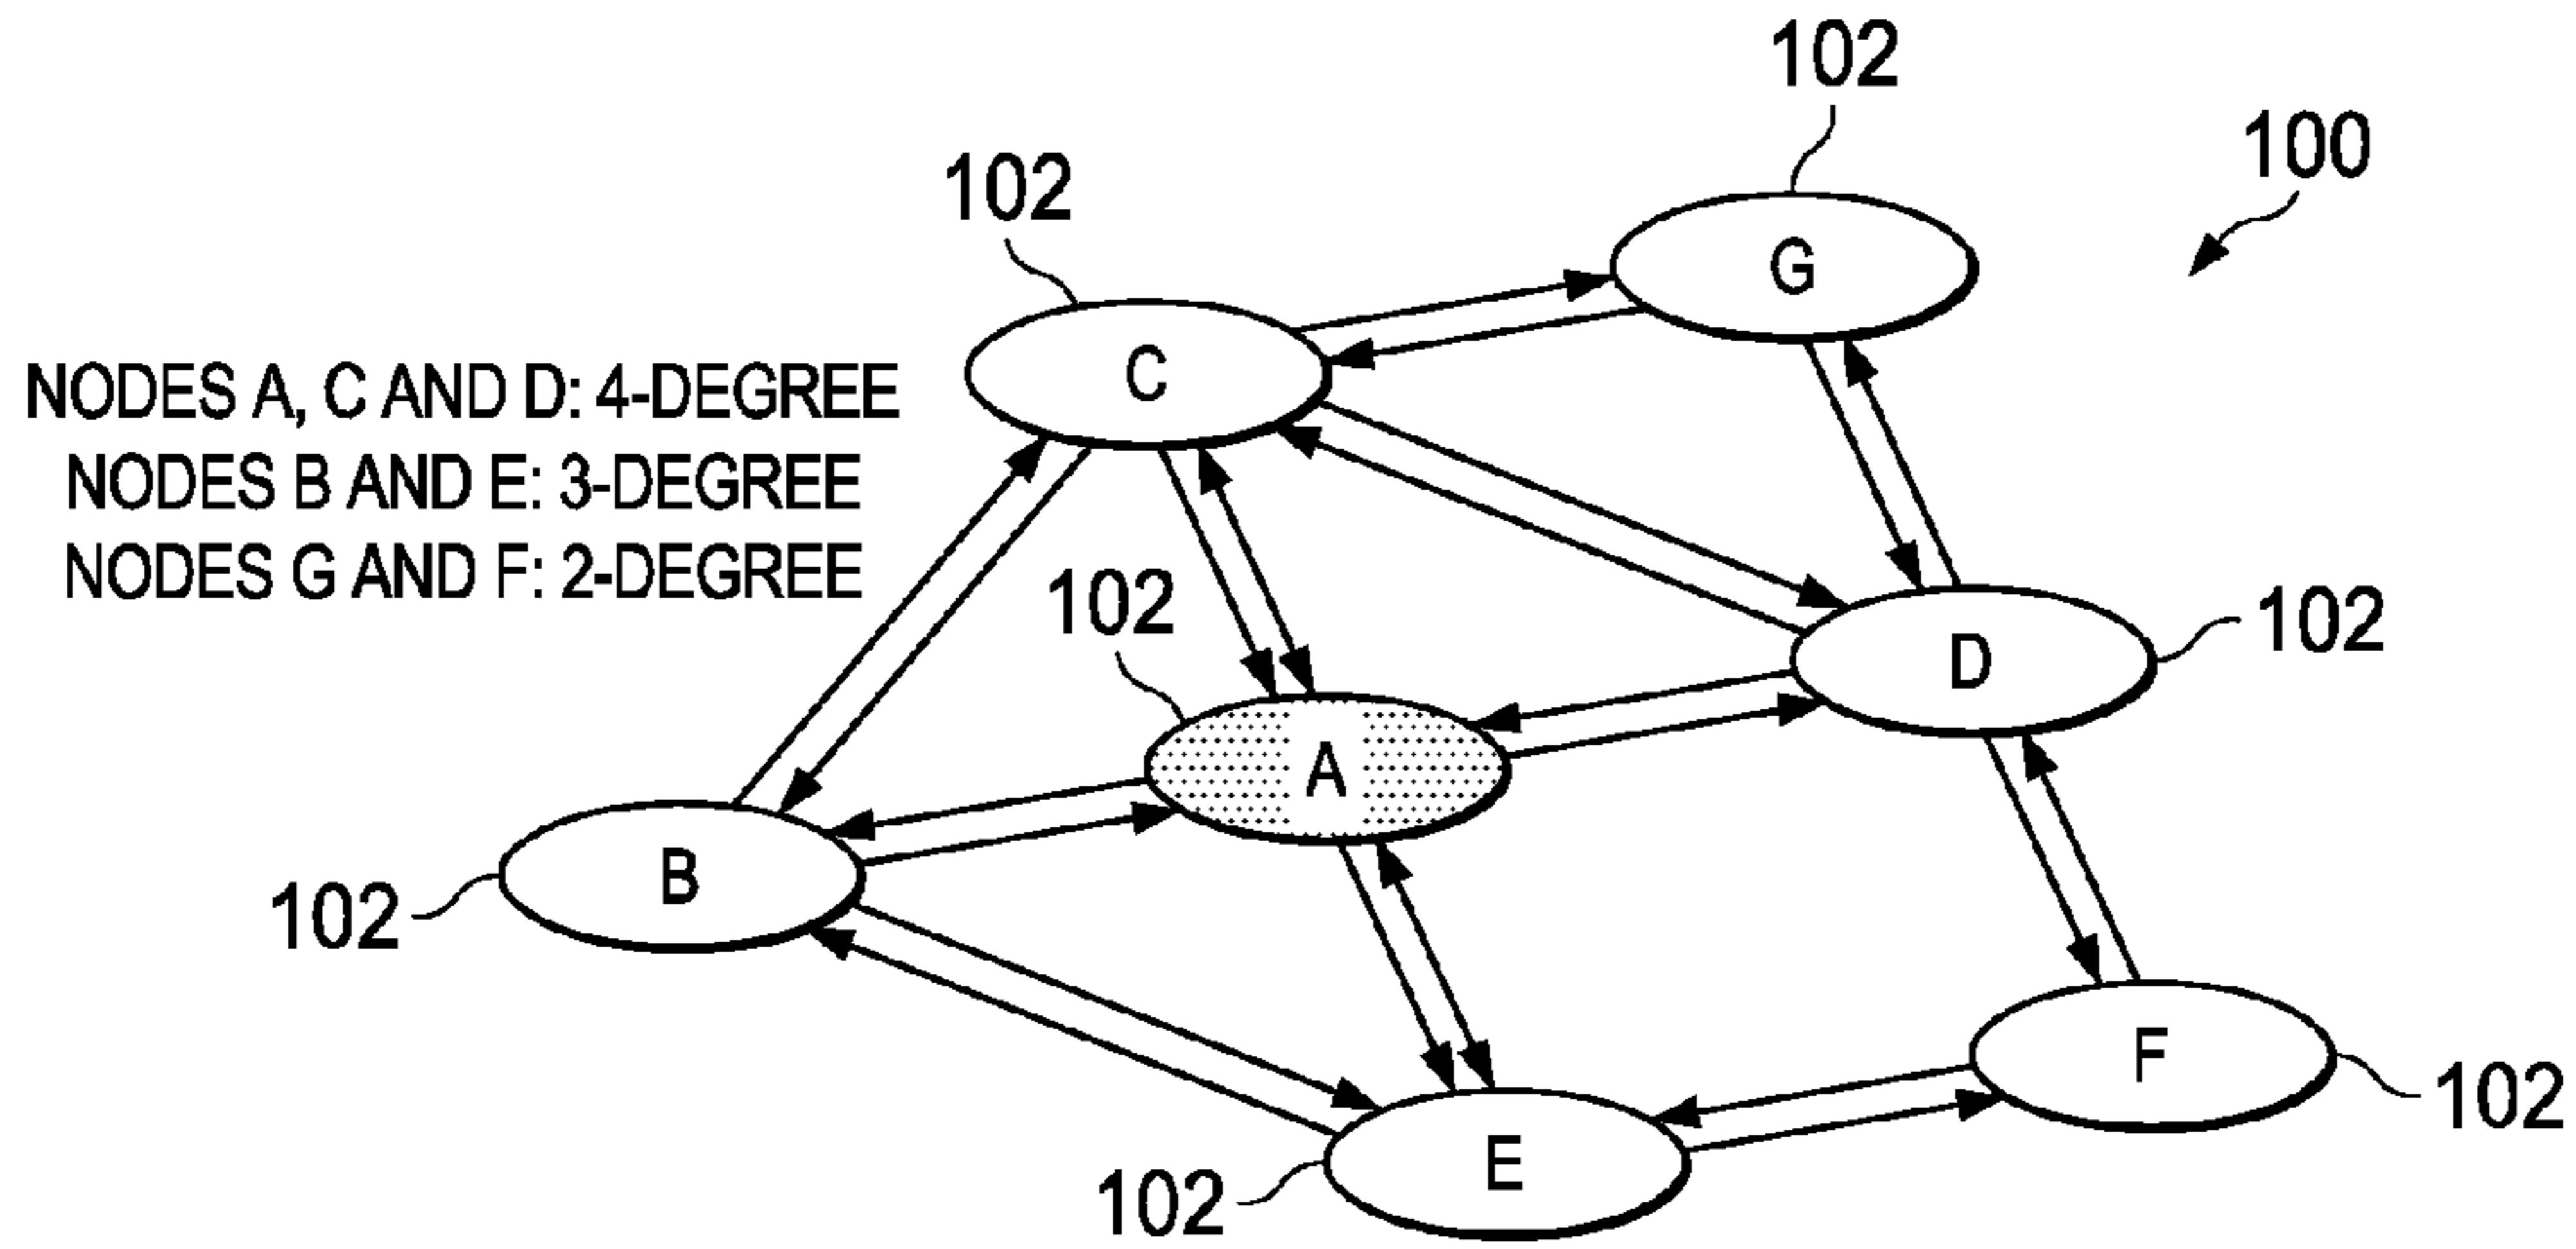 102
100
102
G
C
NODES A, C AND D: 4-DEGREE
NODES B AND E: 3-DEGREE
NODES G AND F: 2-DEGREE
102
102
D
A
B
102
F
102
E
102